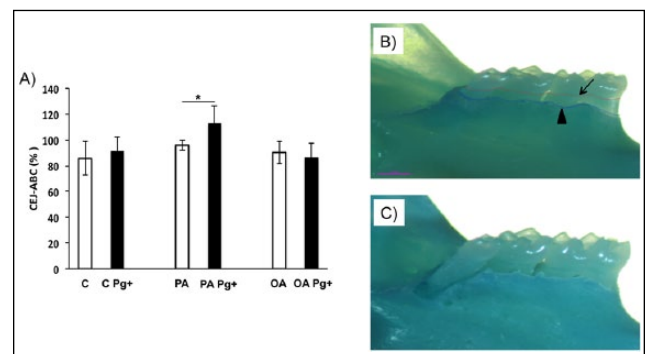 A)
CEJ-ABC (%)
140
120
100
80
60
40
20
0
*
C
C Pg+
PA
PA Pg+
OA
OA Pg+
B)
C)